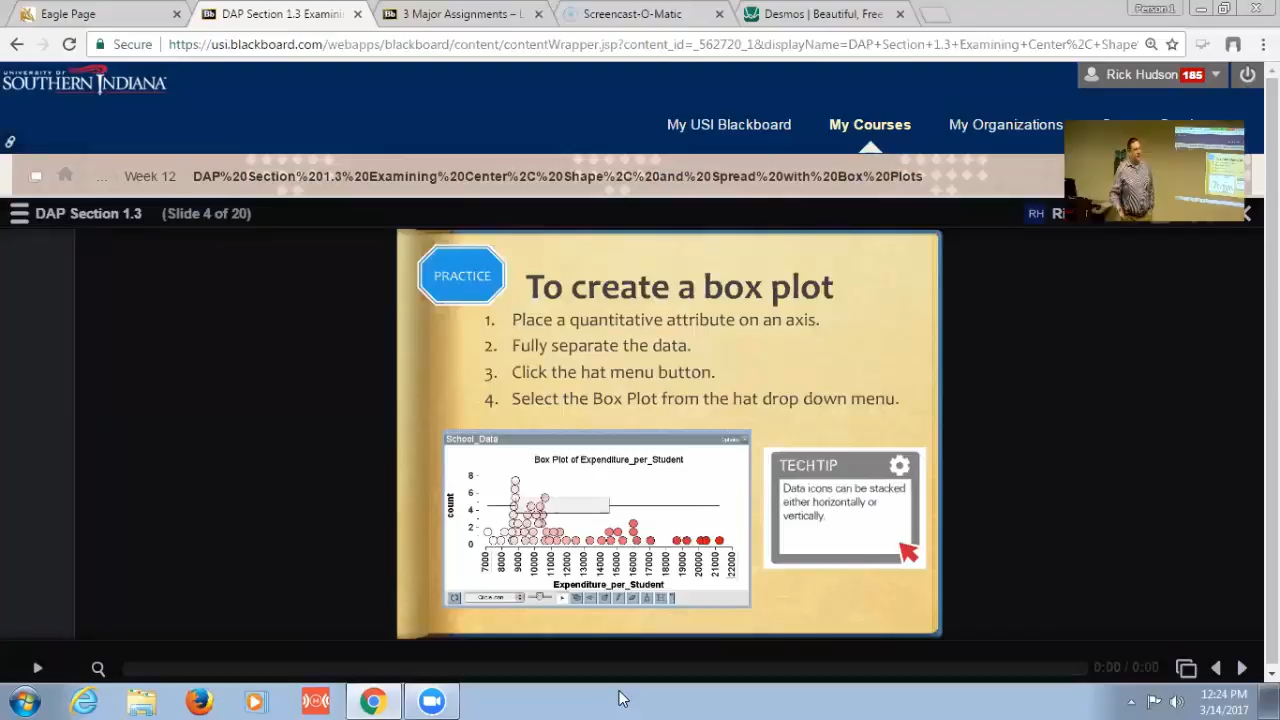 Eagle Page
DAP Section 1.3 Examini
3 Major Assignments – L
Screencast-O-Matic
Desmos | Beautiful, Free
Person 1
Secure
https://usi.blackboard.com/webapps/blackboard/content/contentWrapper.jsp?content_id=_562720_1&displayName=DAP+Section+1.3+Examining+Center%2C+Shape
UNIVERSITY OF
SOUTHERN INDIANA
Rick Hudson 185
My USI Blackboard
My Courses
My Organizations
... Week 12 DAP%20Section%201.3%20Examining%20Center%2C%20Shape%2C%20and%20Spread%20with%20Box%20Plots
DAP Section 1.3 (Slide 4 of 20)
RH
PRACTICE
To create a box plot
1. Place a quantitative attribute on an axis.
2. Fully separate the data.
3. Click the hat menu button.
4. Select the Box Plot from the hat drop down menu.
School_Data
Options
Box Plot of Expenditure_per_Student
count
8
6
4
2
0
7000 8000 9000 10000 11000 12000 13000 14000 15000 16000 17000 18000 19000 20000 21000 22000
Expenditure_per_Student
TECH TIP
Data icons can be stacked
either horizontally or
vertically.
0:00 / 0:00
12:24 PM
3/14/2017